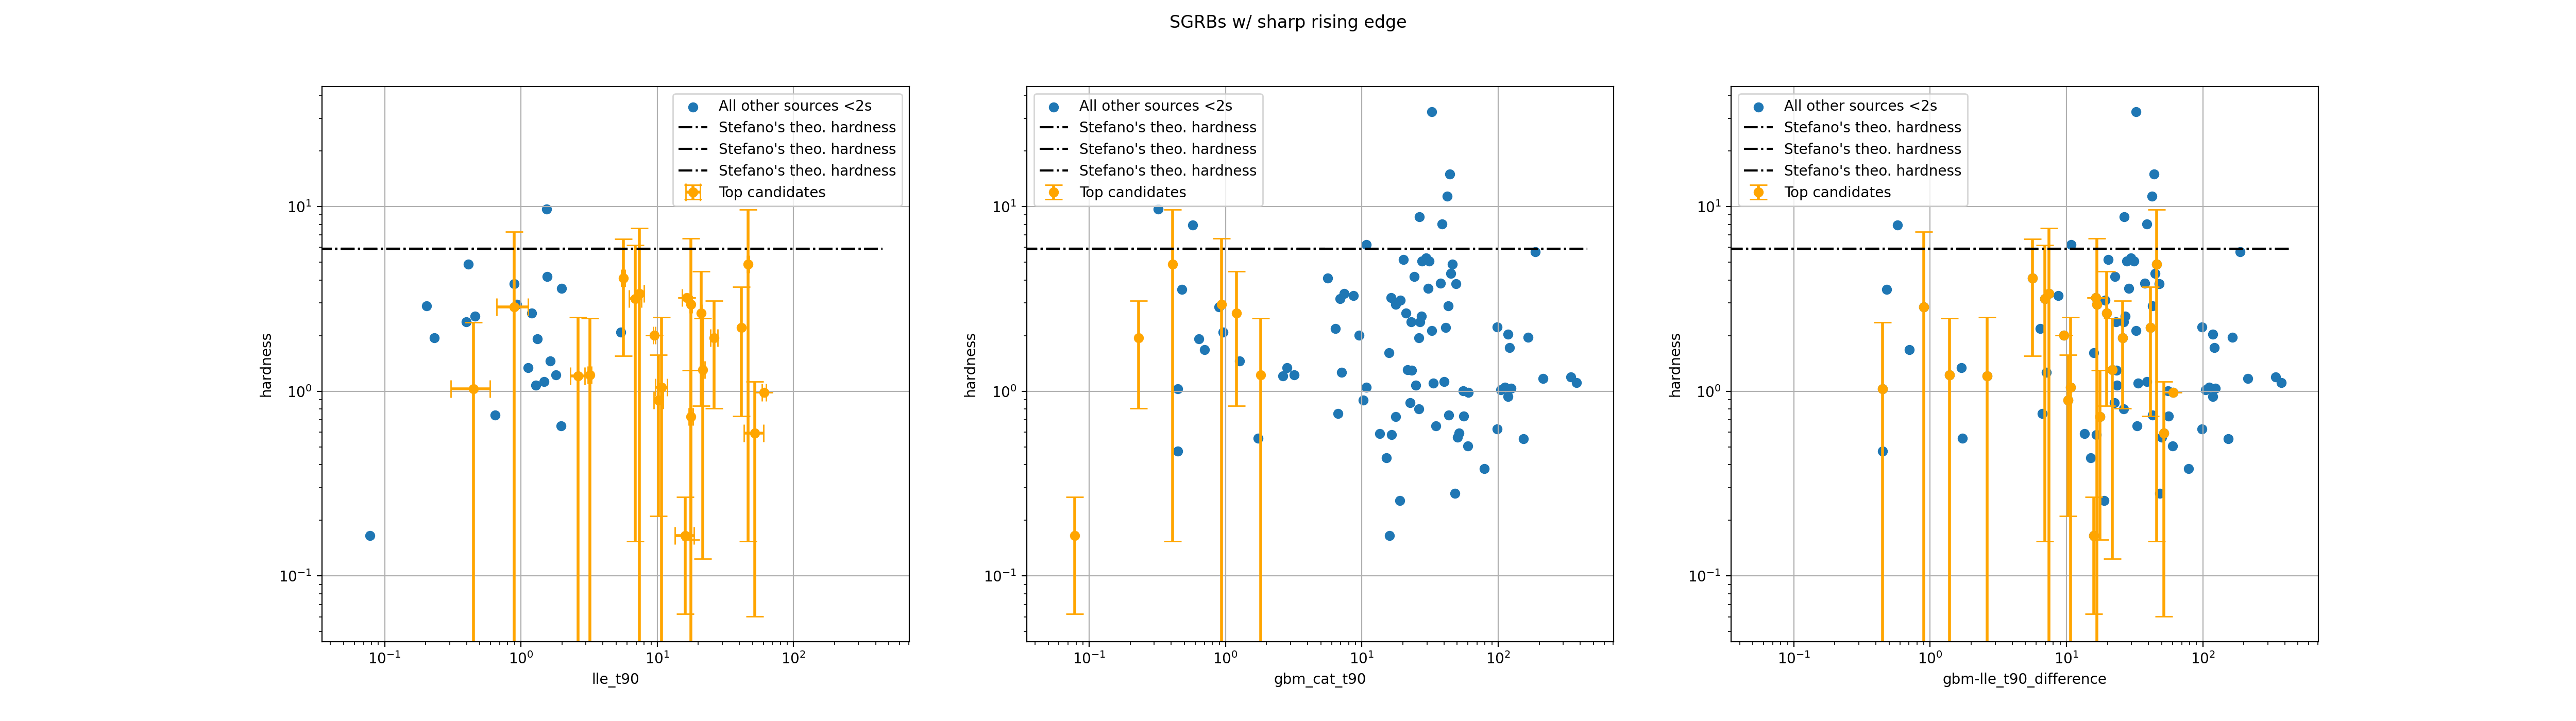 SGRBs w/ sharp rising edge
All other sources <2s
Stefano's theo. hardness
Stefano's theo. hardness
Stefano's theo. hardness
Top candidates
10¹
10⁰
10⁻¹
hardness
10⁻¹ 10⁰ 10¹ 10²
lle_t90
All other sources <2s
Stefano's theo. hardness
Stefano's theo. hardness
Stefano's theo. hardness
Top candidates
10¹
10⁰
10⁻¹
hardness
10⁻¹ 10⁰ 10¹ 10²
gbm_cat_t90
All other sources <2s
Stefano's theo. hardness
Stefano's theo. hardness
Stefano's theo. hardness
Top candidates
10¹
10⁰
10⁻¹
hardness
10⁻¹ 10⁰ 10¹ 10²
gbm-lle_t90_difference